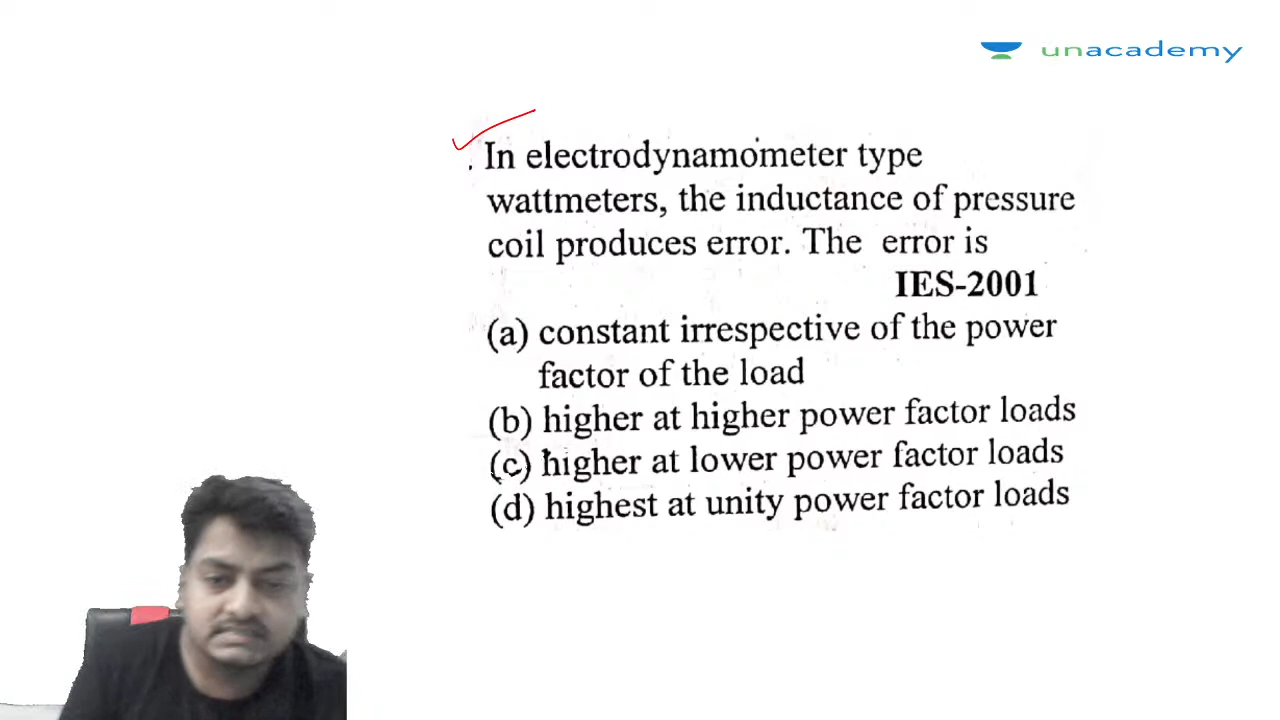 unacademy
. In electrodynamometer type
wattmeters, the inductance of pressure
coil produces error. The error is
IES-2001
(a) constant irrespective of the power
factor of the load
(b) higher at higher power factor loads
(c) higher at lower power factor loads
(d) highest at unity power factor loads